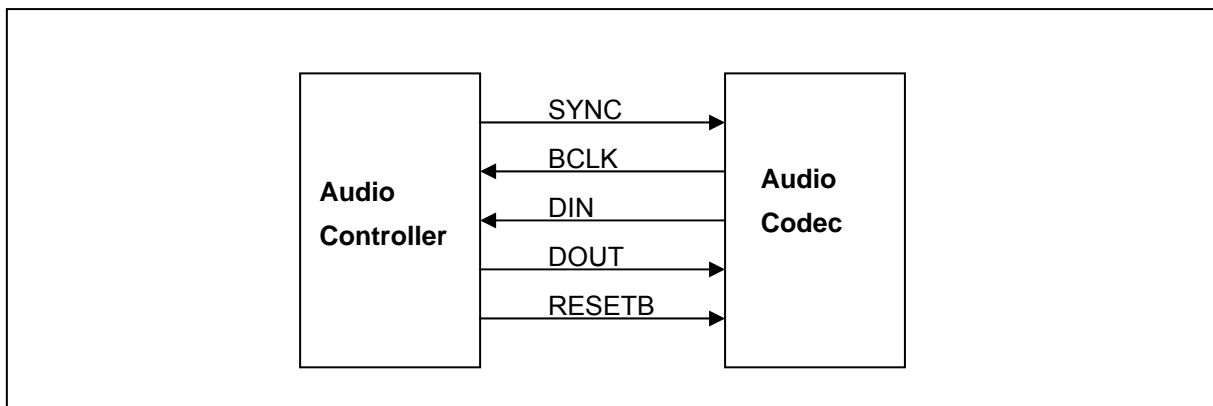 Audio
Controller
SYNC
BCLK
DIN
DOUT
RESETB
Audio
Codec